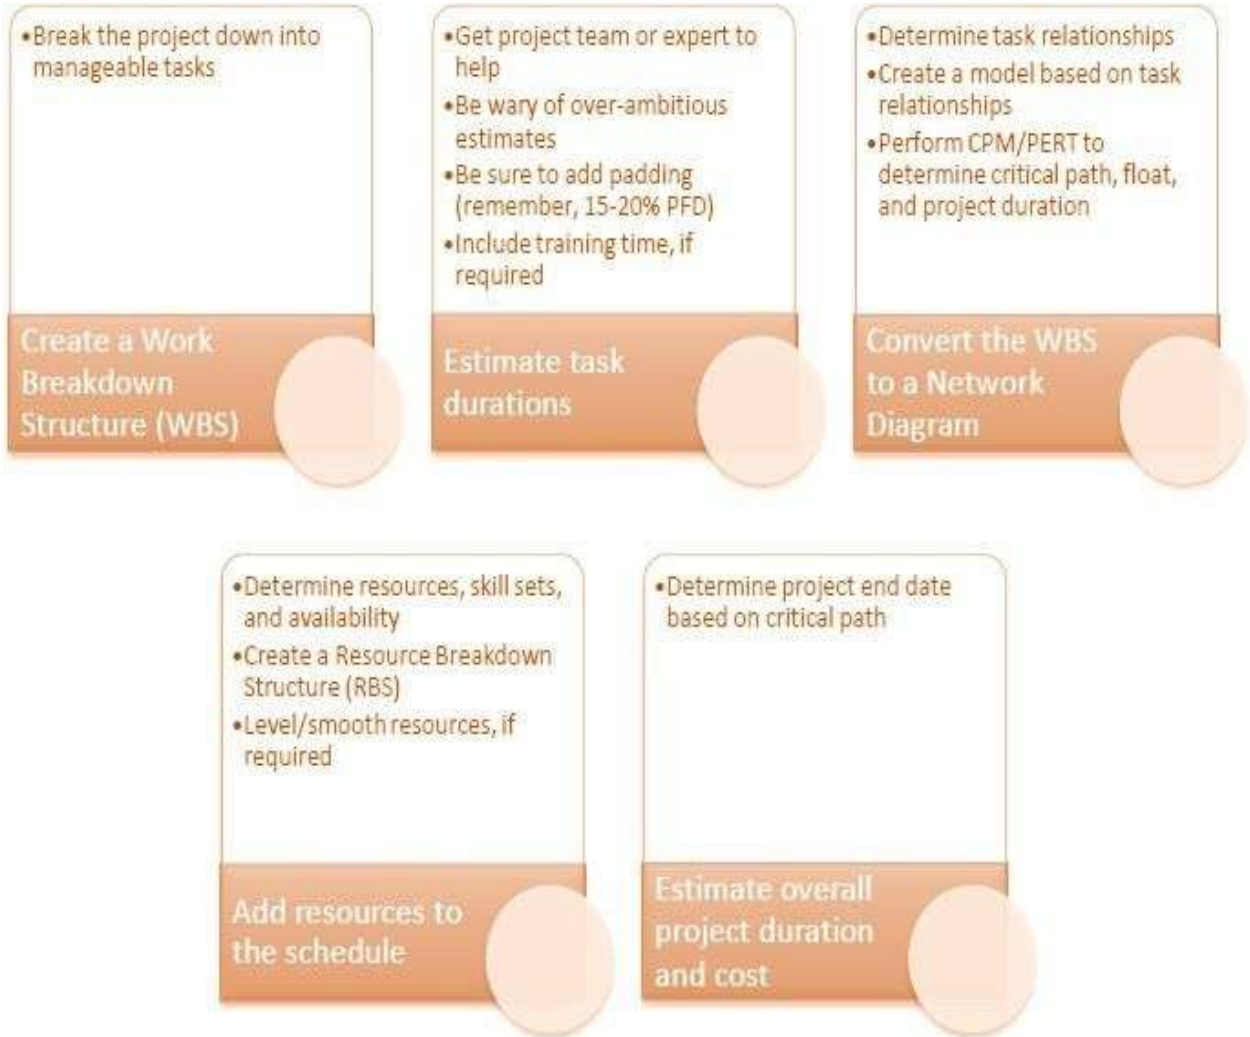 •Break the project down into
manageable tasks
Create a Work
Breakdown
Structure (WBS)
•Get project team or expert to
help
•Be wary of over-ambitious
estimates
•Be sure to add padding
(remember, 15-20% PFD)
•Include training time, if
required
Estimate task
durations
•Determine task relationships
•Create a model based on task
relationships
•Perform CPM/PERT to
determine critical path, float,
and project duration
Convert the WBS
to a Network
Diagram
•Determine resources, skill sets,
and availability
•Create a Resource Breakdown
Structure (RBS)
•Level/smooth resources, if
required
Add resources to
the schedule
•Determine project end date
based on critical path
Estimate overall
project duration
and cost